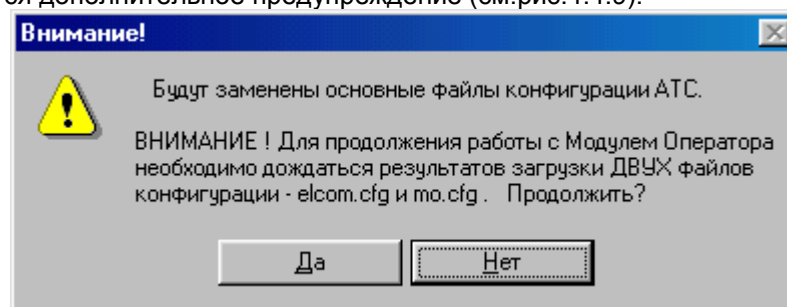 ся дополнительное предупреждение (см.рис.1.4.9).
Внимание!
Будут заменены основные файлы конфигурации АТС.
ВНИМАНИЕ ! Для продолжения работы с Модулем Оператора
необходимо дождаться результатов загрузки ДВУХ файлов
конфигурации - elcom.cfg и mo.cfg .   Продолжить?
Да
Нет